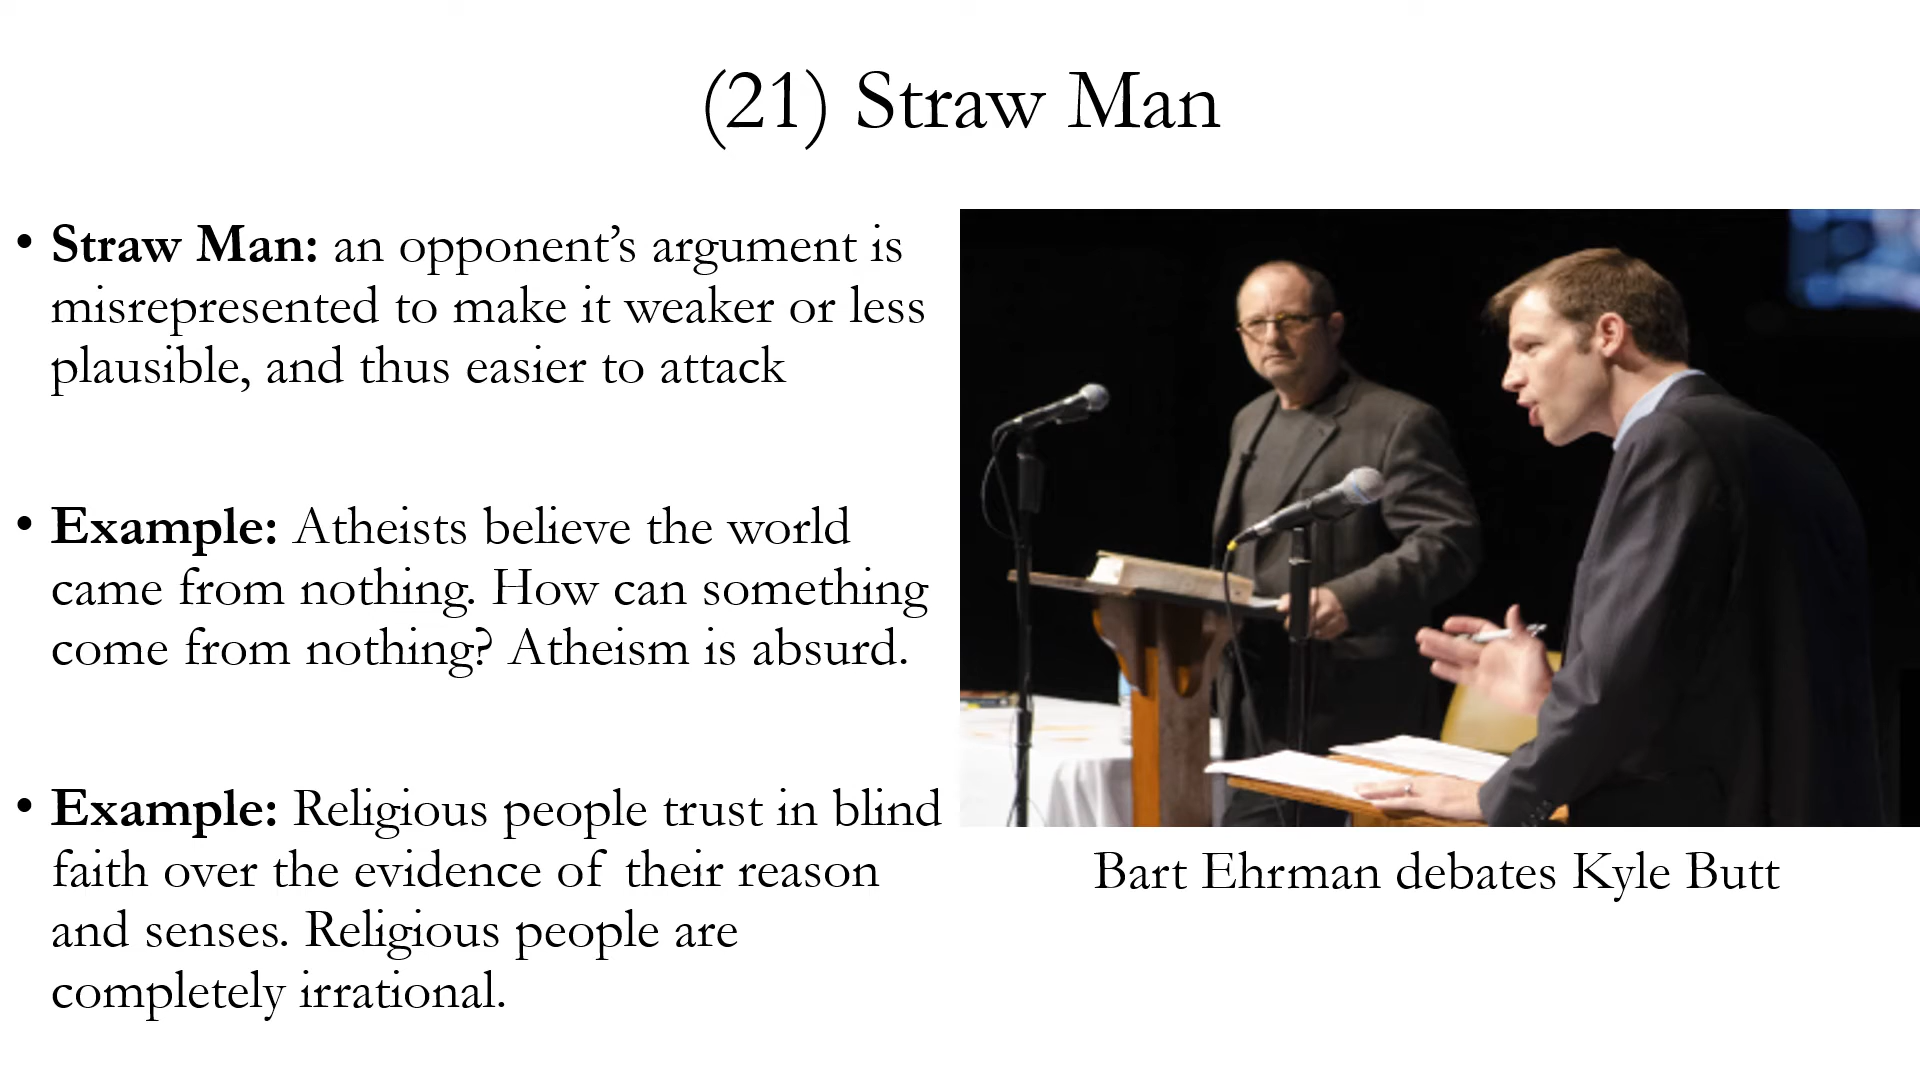 (21) Straw Man
• Straw Man: an opponent’s argument is
misrepresented to make it weaker or less
plausible, and thus easier to attack
• Example: Atheists believe the world
came from nothing. How can something
come from nothing? Atheism is absurd.
• Example: Religious people trust in blind
faith over the evidence of their reason
and senses. Religious people are
completely irrational.
Bart Ehrman debates Kyle Butt